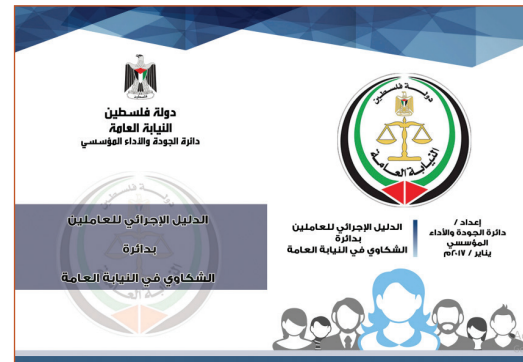 دولة فلسطين
النيابة العامة
دائرة الجودة والأداء المؤسسي
الدليل الإجرائي للعاملين
بدائرة
الشكاوي في النيابة العامة
دولة فلسطين
النيابة العامة
الدليل الإجرائي للعاملين
بدائرة
الشكاوي في النيابة العامة
إعداد /
دائرة الجودة والأداء
المؤسسي
يناير / ٢٠١٧م